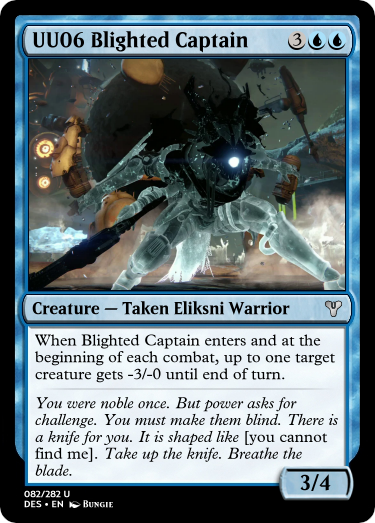 UU06 Blighted Captain 3
Creature — Taken Eliksni Warrior
When Blighted Captain enters and at the
beginning of each combat, up to one target
creature gets -3/-0 until end of turn.
You were noble once. But power asks for
challenge. You must make them blind. There is
a knife for you. It is shaped like [you cannot
find me]. Take up the knife. Breathe the
blade.
3/4
082/282 U
DES • EN Bungie